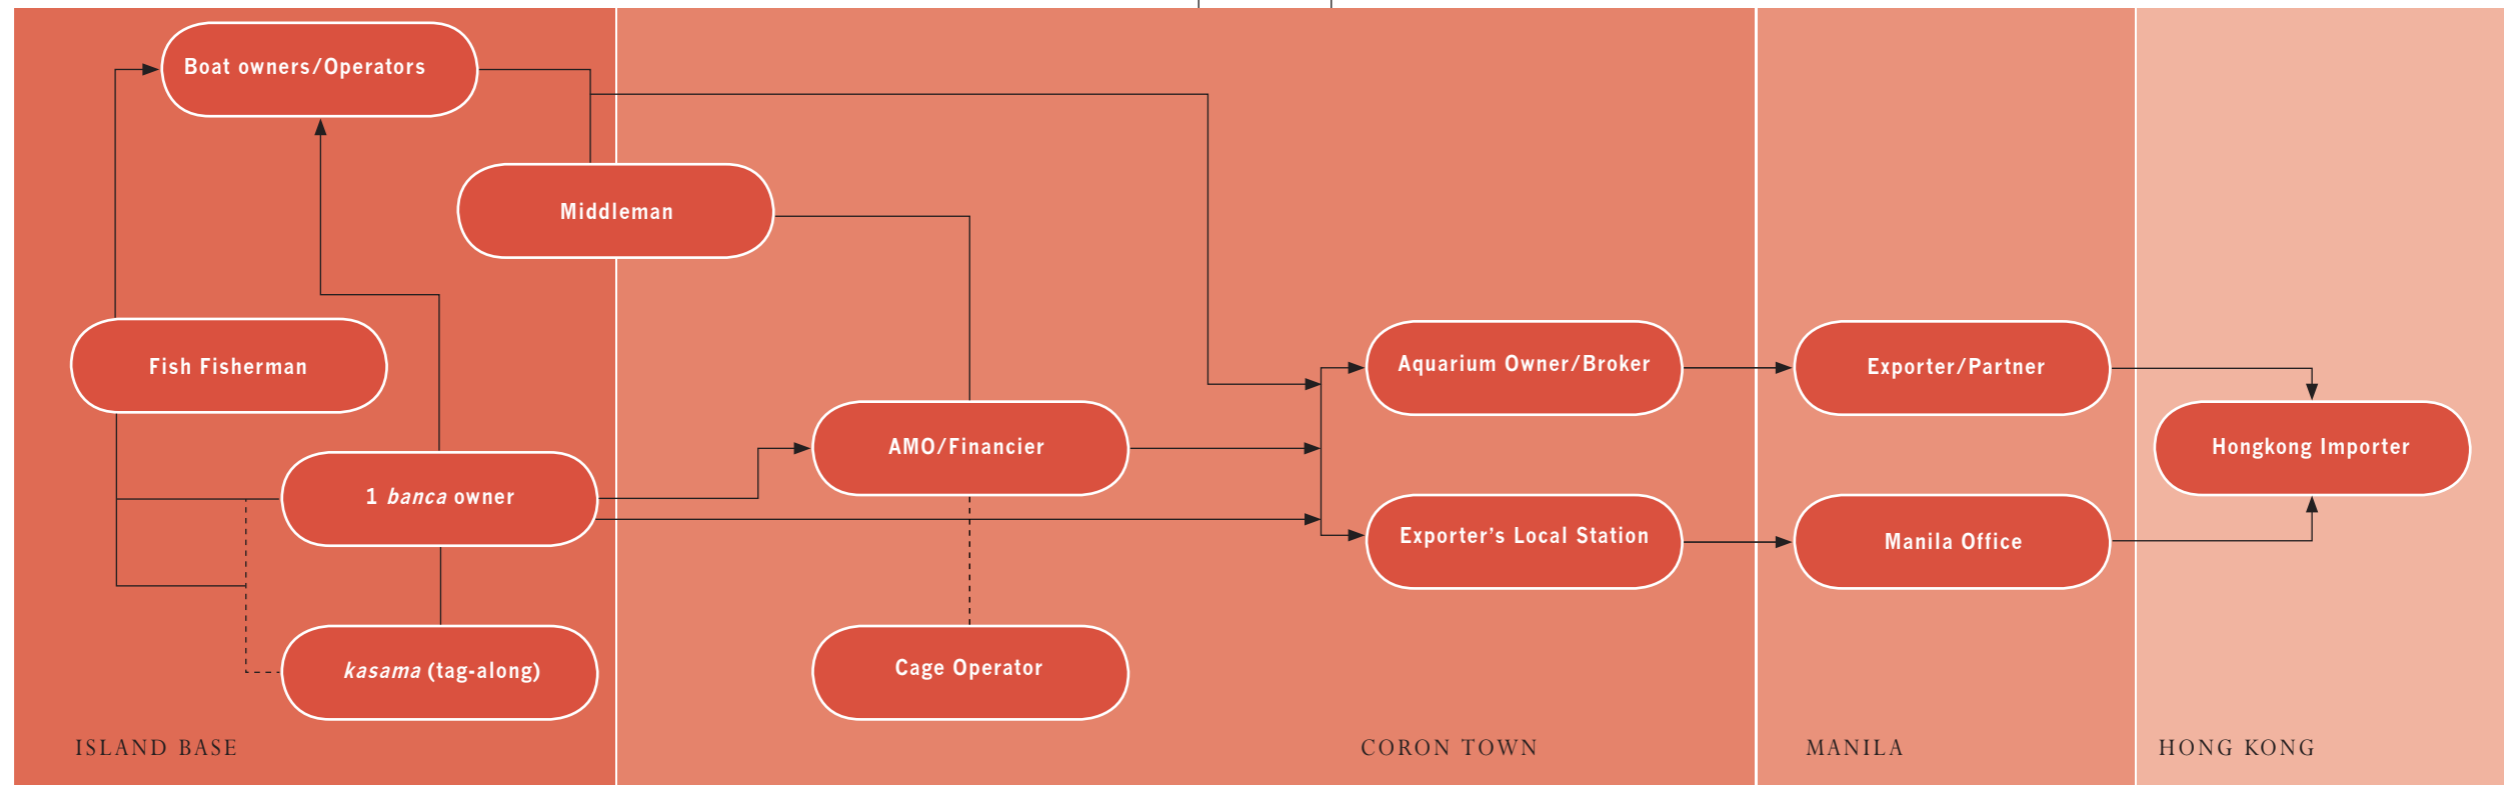 Boat owners/Operators
Middleman
Fish Fisherman
Aquarium Owner/Broker
Exporter/Partner
AMO/Financier
Hongkong Importer
1 banca owner
Exporter’s Local Station
Manila Office
kasama (tag-along)
Cage Operator
ISLAND BASE
CORON TOWN
MANILA
HONG KONG